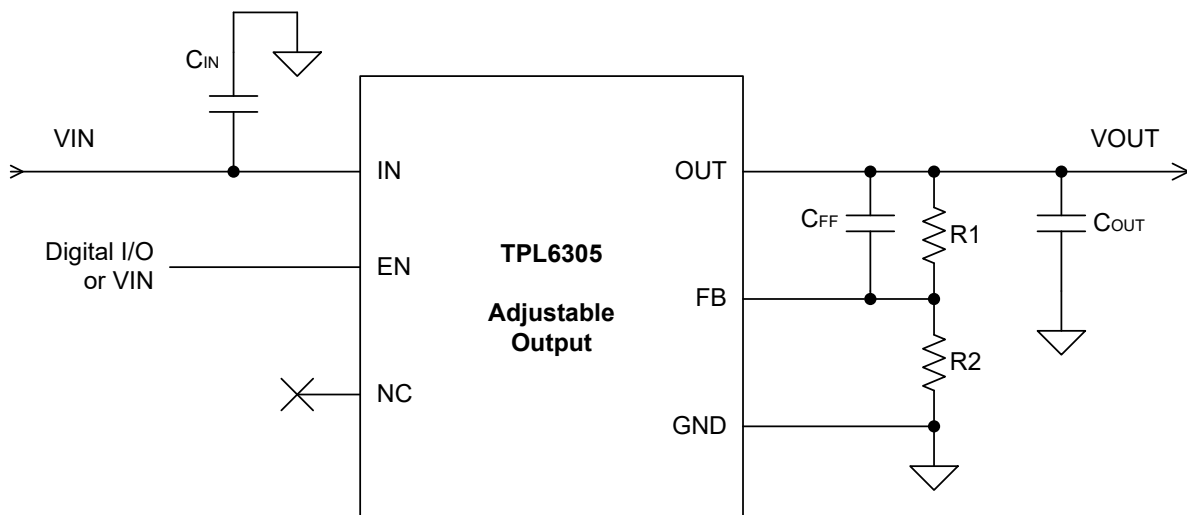 CIN
VIN
IN
OUT
VOUT
CFF
R1
COUT
Digital I/O
or VIN
EN
TPL6305
Adjustable
Output
FB
R2
NC
GND